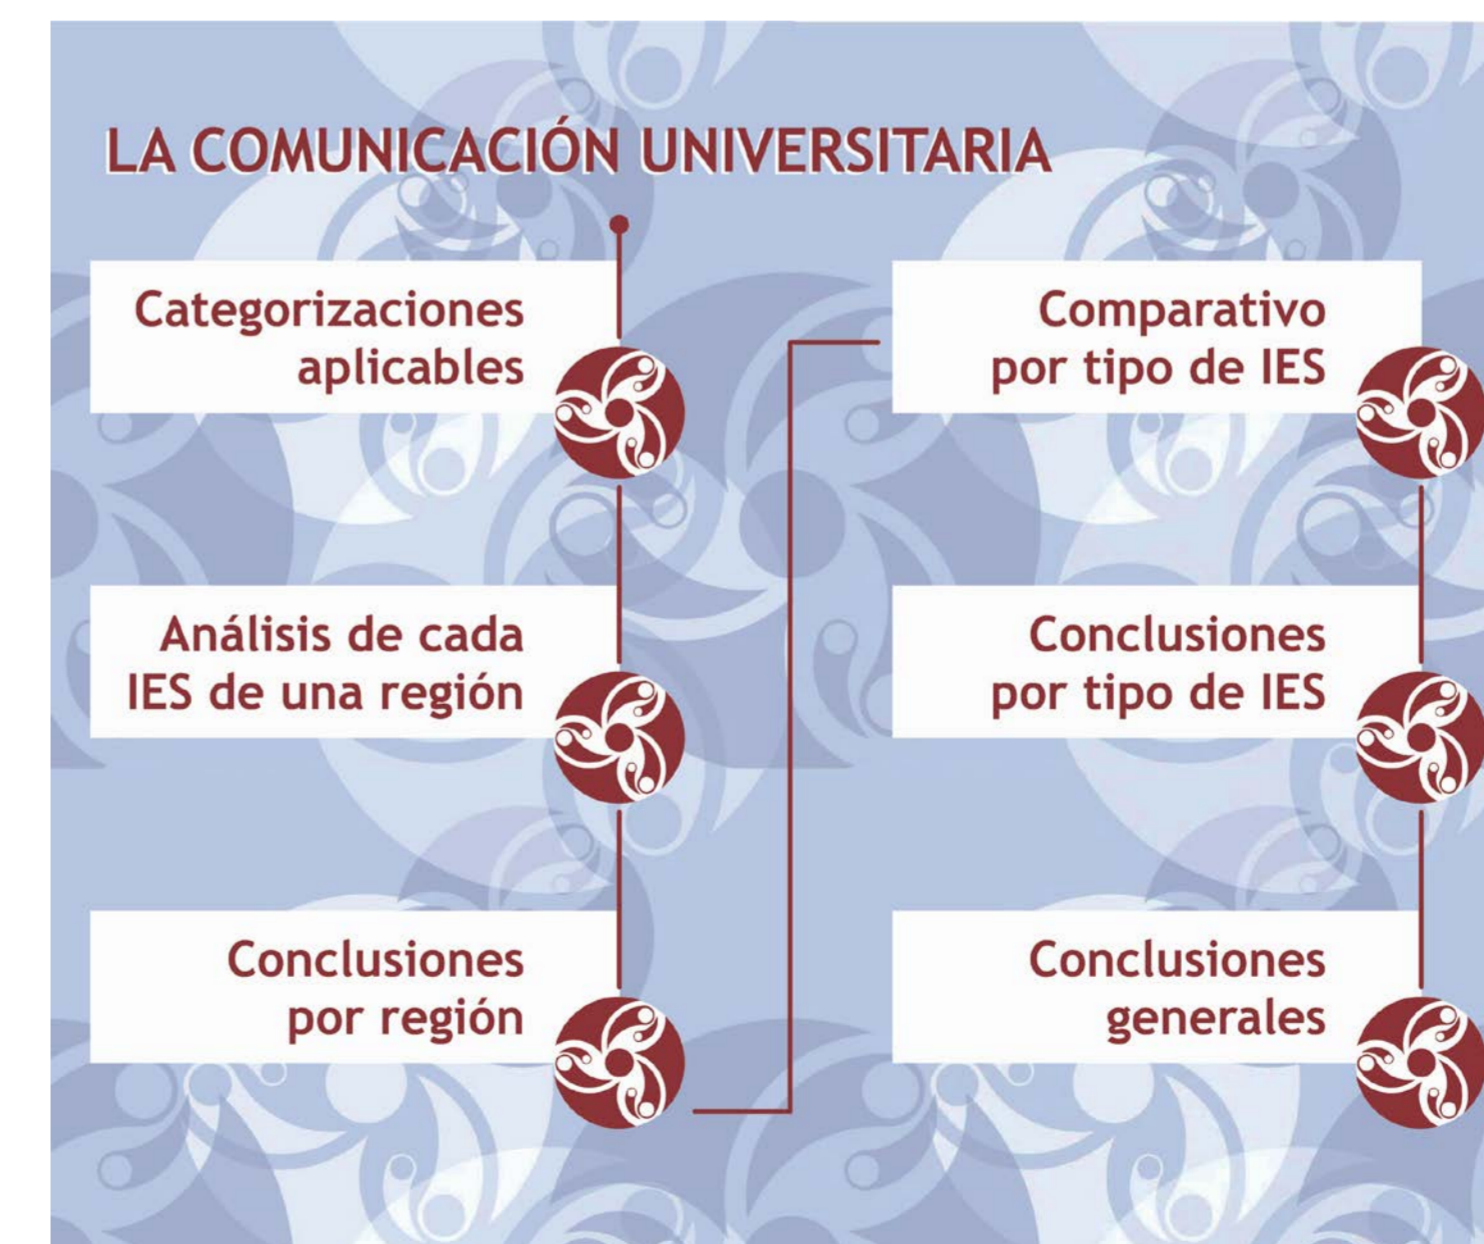 LA COMUNICACIÓN UNIVERSITARIA
Categorizaciones
aplicables
Análisis de cada
IES de una región
Conclusiones
por región
Comparativo
por tipo de IES
Conclusiones
por tipo de IES
Conclusiones
generales